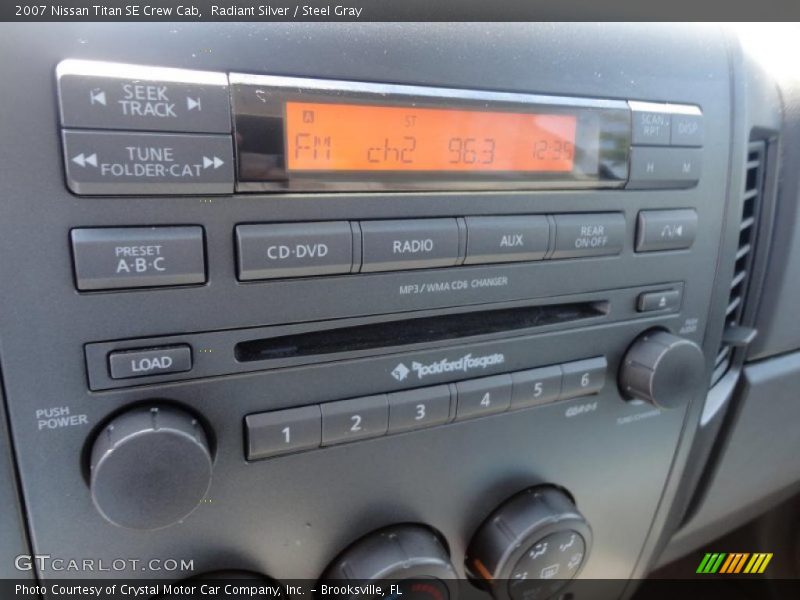 2007 Nissan Titan SE Crew Cab,  Radiant Silver / Steel Gray
SEEK
TRACK
TUNE
FOLDER·CAT
A
ST
FM ch2 963 12:35
SCAN
RPT
DISP
H M
PRESET
A·B·C
CD·DVD
RADIO
AUX
REAR
ON·OFF
MP3/WMA CD6 CHANGER
LOAD
Rockford Fosgate
PUSH
POWER
1 2 3 4 5 6
GTCARLOT.COM
Photo Courtesy of Crystal Motor Car Company, Inc. – Brooksville, FL